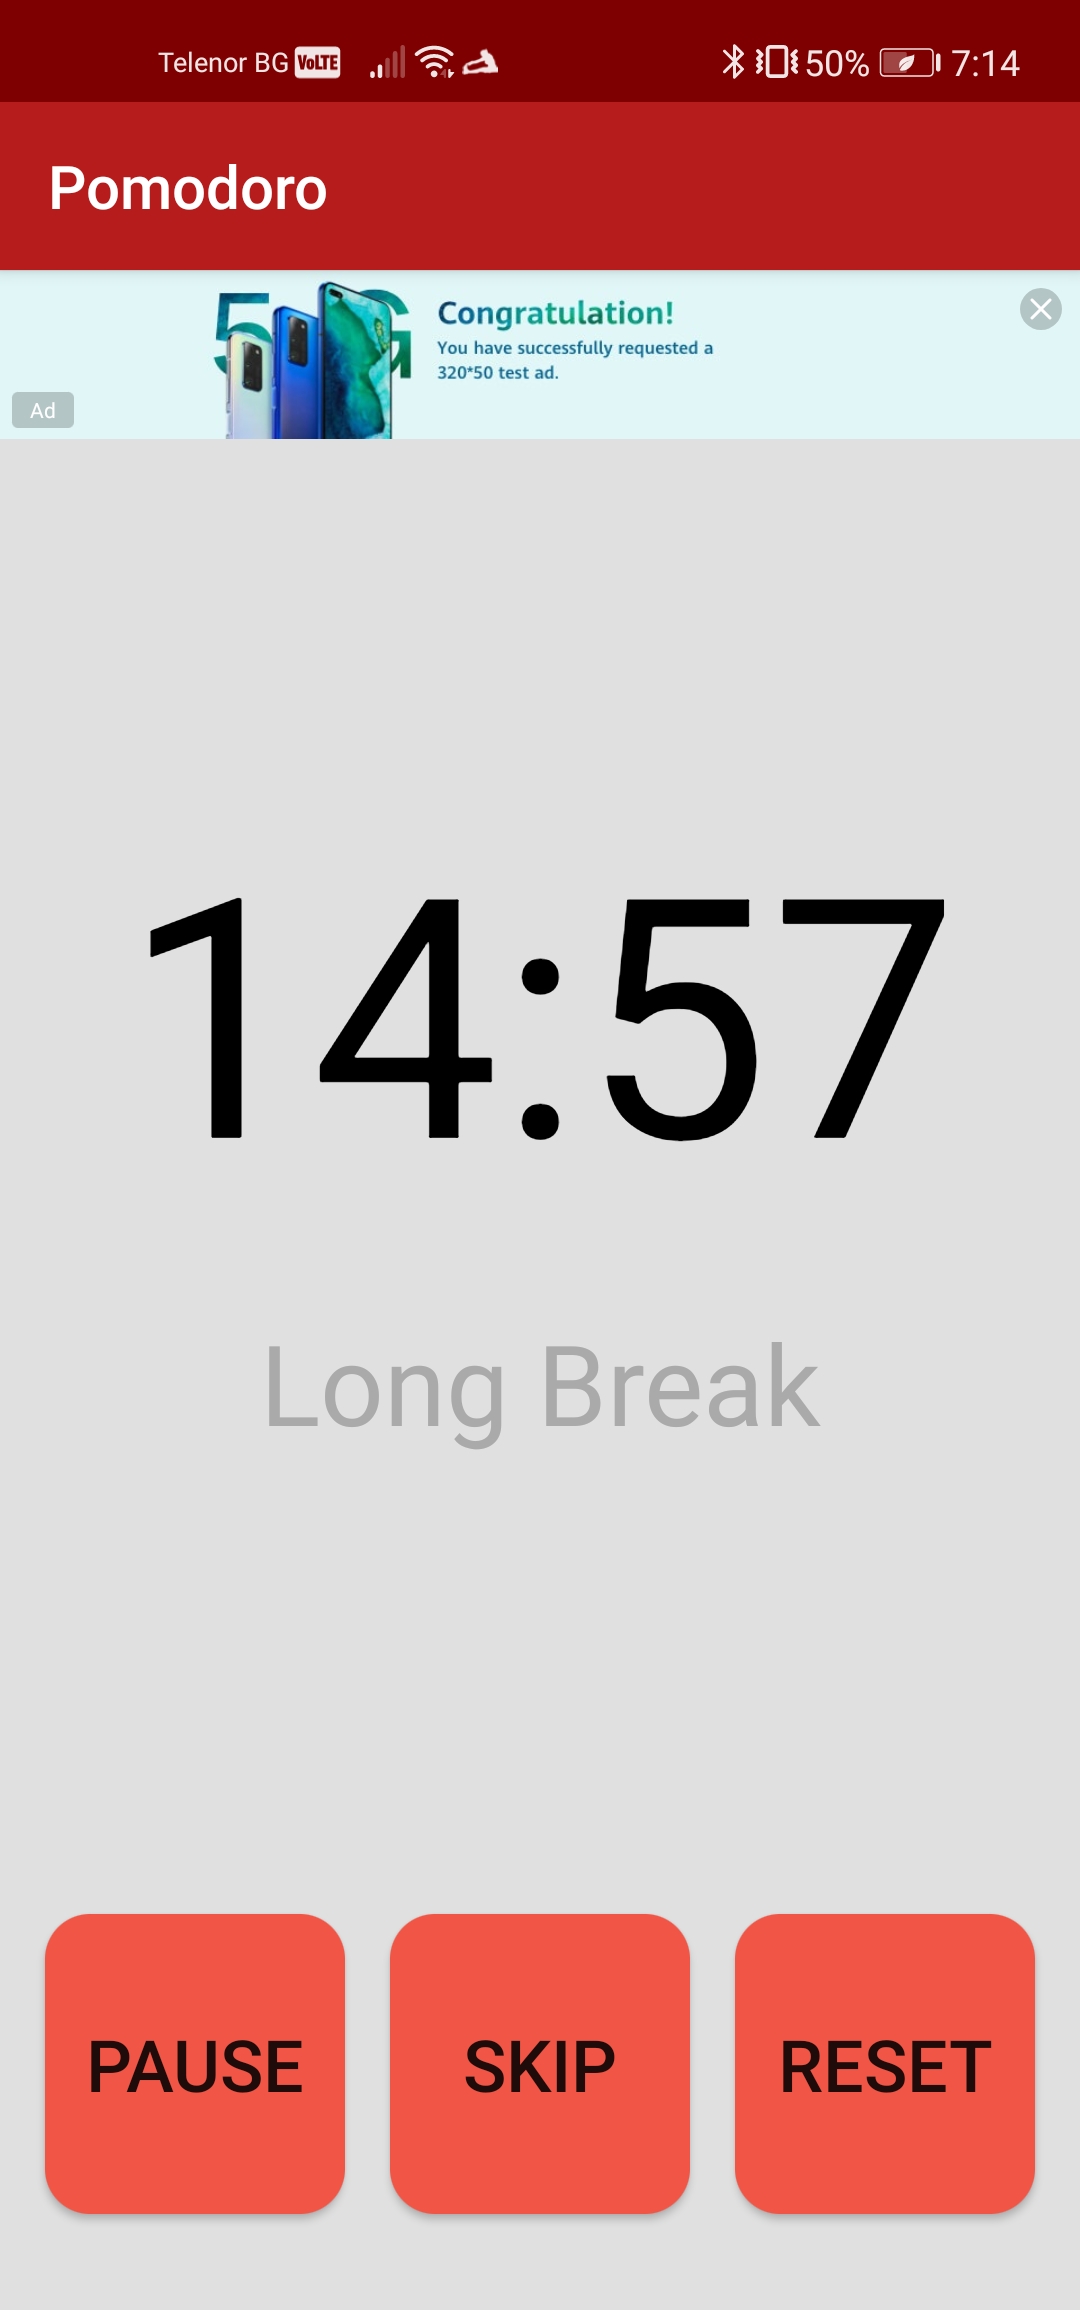 Telenor BG VoLTE 50% 7:14
Pomodoro
5G
Congratulation!
You have successfully requested a
320*50 test ad.
Ad
14:57
Long Break
PAUSE SKIP RESET